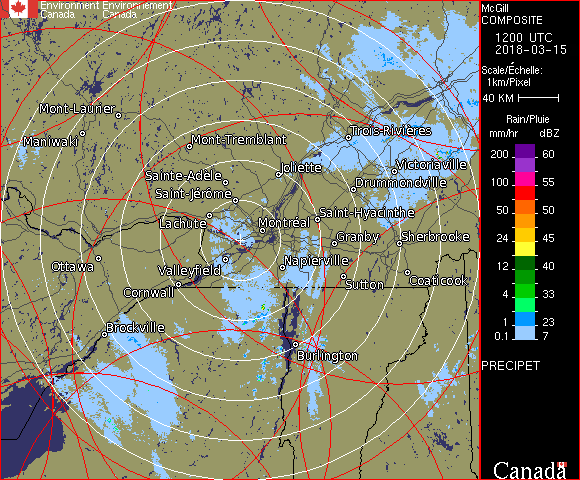 Environment Environnement
Canada Canada
McGill
COMPOSITE
1200 UTC
2018-03-15
Scale/Échelle:
1km/Pixel
40 KM
Rain/Pluie
mm/hr dBZ
200 60
100 55
50 50
24 45
12 40
4 33
1 23
0.1 7
PRECIPET
Canada
Mont-Laurier
Maniwaki
Mont-Tremblant
Trois-Rivières
Joliette
Victoriaville
Sainte-Adèle
Drummondville
Saint-Jérôme
Saint-Hyacinthe
Lachute
Montréal
Granby
Sherbrooke
Ottawa
Valleyfield
Napierville
Cornwall
Sutton
Coaticook
Brockville
Burlington